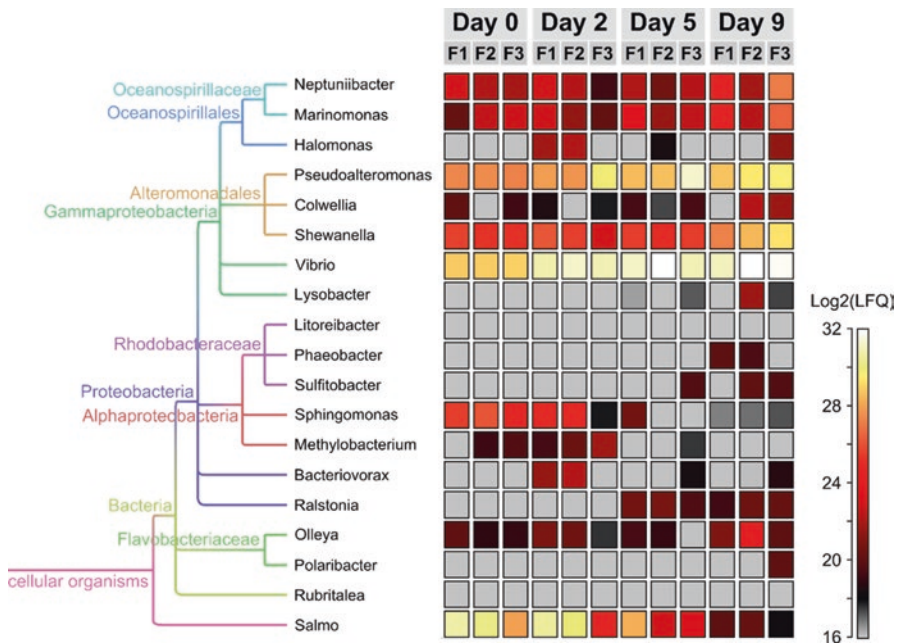 Day 0 Day 2 Day 5 Day 9
F1 F2 F3 F1 F2 F3 F1 F2 F3 F1 F2 F3
Oceanospirillaceae
Neptuniibacter
Oceanospirillales
Marinomonas
Halomonas
Pseudoalteromonas
Alteromonadales
Colwellia
Gammaproteobacteria
Shewanella
Vibrio
Lysobacter
Litoreibacter
Rhodobacteraceae
Phaeobacter
Sulfitobacter
Proteobacteria
Alphaproteobacteria
Sphingomonas
Methylobacterium
Bacteriovorax
Bacteria
Ralstonia
Flavobacteriaceae
Olleya
Polaribacter
cellular organisms
Rubritalea
Salmo
Log2(LFQ)
32
28
24
20
16